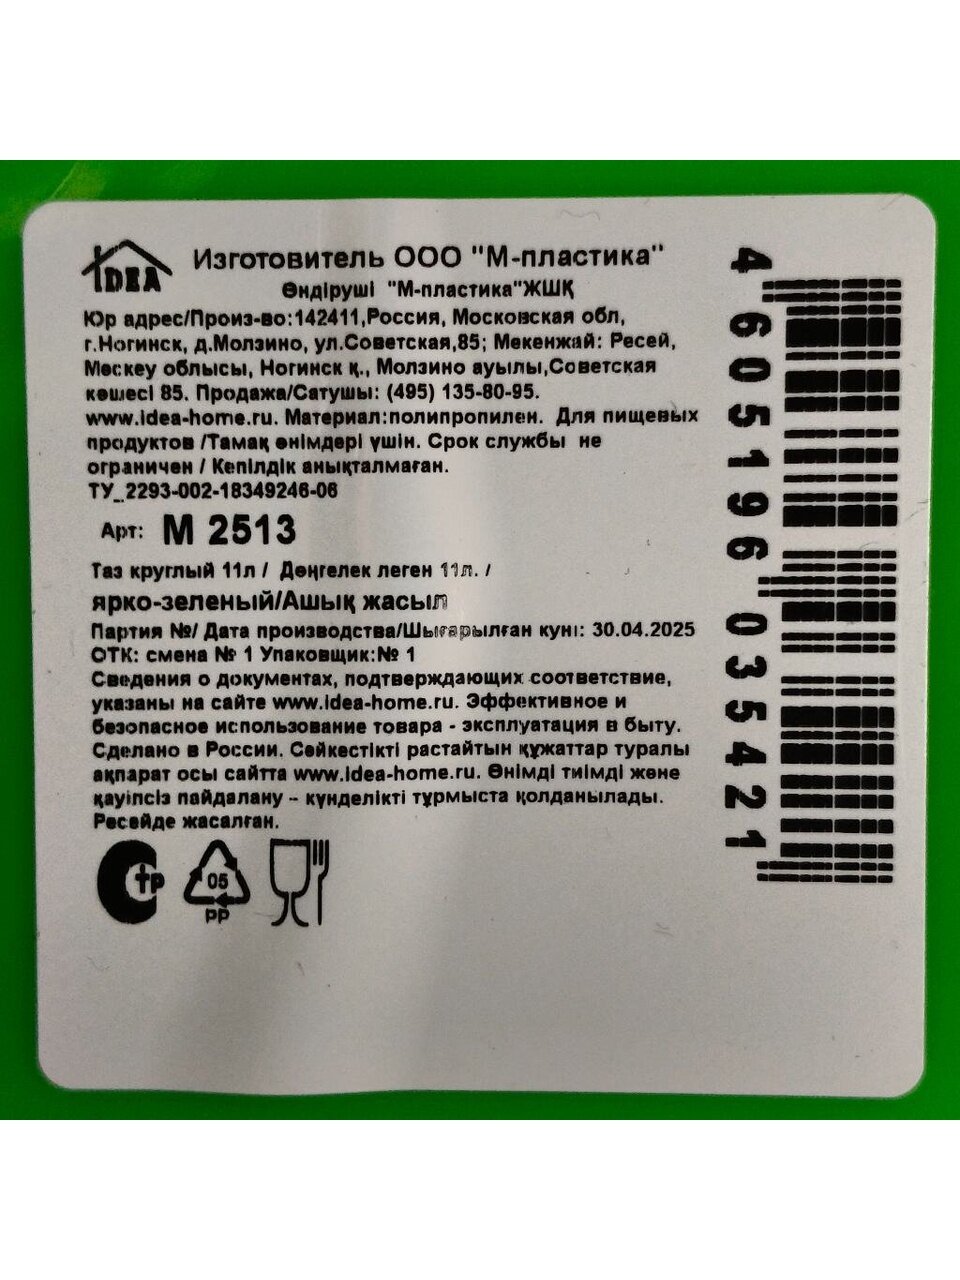 IDEA
Изготовитель ООО "М-пластика"
Өндіруші "М-пластика"ЖШҚ
Юр адрес/Произ-во:142411,Россия, Московская обл,
г.Ногинск, д.Молзино, ул.Советская,85; Мекенжай: Ресей,
Мәскеу облысы, Ногинск қ., Молзино ауылы,Советская
көшесі 85. Продажа/Сатушы: (495) 135-80-95.
www.idea-home.ru. Материал:полипропилен. Для пищевых
продуктов /Тамақ өнімдері үшін. Срок службы не
ограничен / Кепілдік анықталмаған.
ТУ_2293-002-18349246-06
Арт: М 2513
Таз круглый 11л / Дөңгелек леген 11л. /
ярко-зеленый/Ашық жасыл
Партия №/ Дата производства/Шығарылған күні: 30.04.2025
ОТК: смена № 1 Упаковщик:№ 1
Сведения о документах, подтверждающих соответствие,
указаны на сайте www.idea-home.ru. Эффективное и
безопасное использование товара - эксплуатация в быту.
Сделано в России. Сәйкестікті растайтын құжаттар туралы
ақпарат осы сайтта www.idea-home.ru. Өнімді тиімді және
қауіпсіз пайдалану – күнделікті тұрмыста қолданылады.
Ресейде жасалған.
Стр
05
PP
4 605196 035421